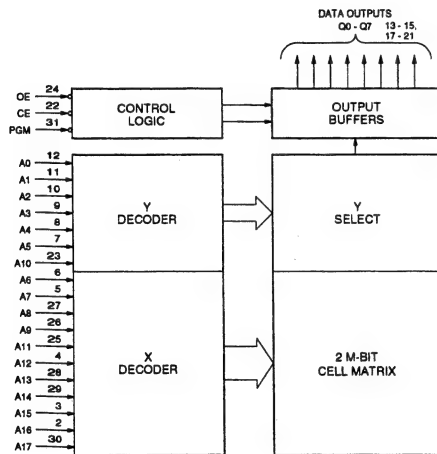 DATA OUTPUTS
Q0 - Q7 13 - 15,
17 - 21
OE 24
CE 22
PGM 31
CONTROL
LOGIC
OUTPUT
BUFFERS
A0 12
A1 11
A2 10
A3 9
A4 8
A5 7
A10 23
Y
DECODER
Y
SELECT
A6 6
A7 5
A8 27
A9 26
A11 25
A12 4
A13 28
A14 29
A15 3
A16 2
A17 30
X
DECODER
2 M-BIT
CELL MATRIX